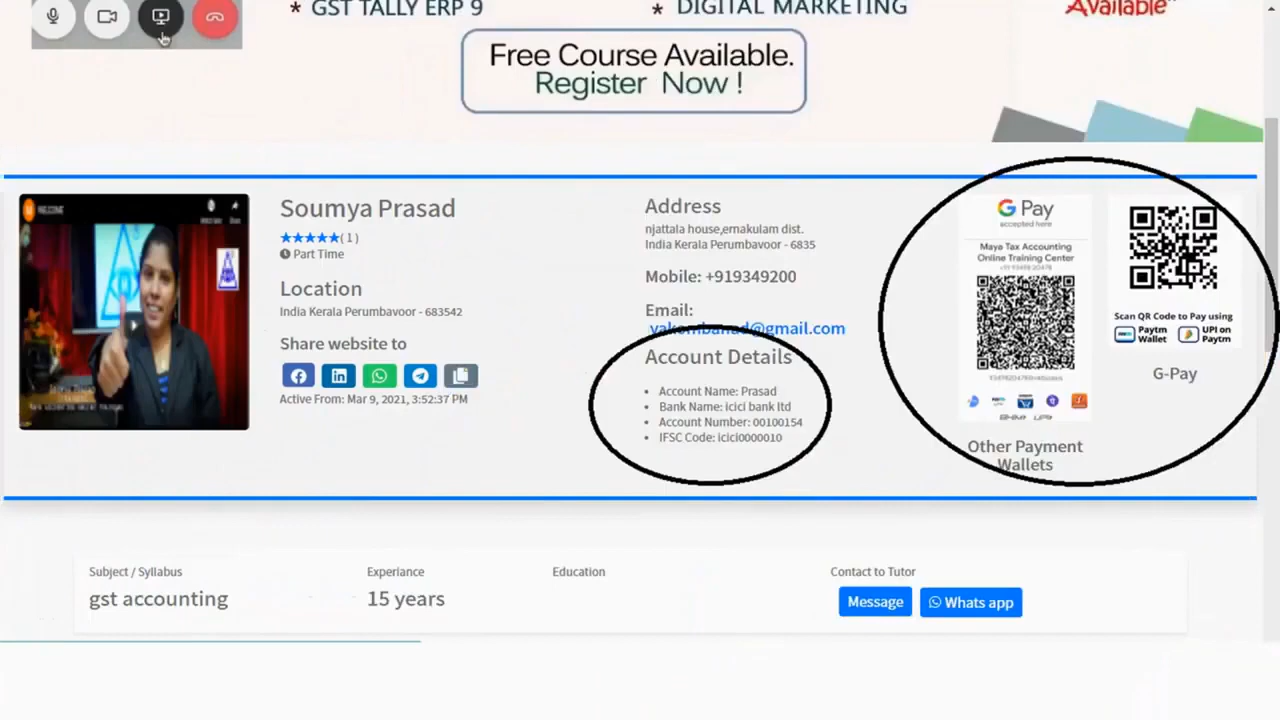 * GST TALLY ERP 9
* DIGITAL MARKETING
Available
Free Course Available.
Register Now !
Soumya Prasad
( 1 )
Part Time
Location
India Kerala Perumbavoor - 683542
Share website to
Active From: Mar 9, 2021, 3:52:37 PM
Address
njattala house,ernakulam dist.
India Kerala Perumbavoor - 6835
Mobile: +919349200
Email:
vakembanad@gmail.com
Account Details
Account Name: Prasad
Bank Name: icici bank ltd
Account Number: 00100154
IFSC Code: icici0000010
G Pay
accepted here
Maya Tax Accounting
Online Training Center
Other Payment
Wallets
Scan QR Code to Pay using
Paytm
Wallet
UPI on
Paytm
G-Pay
Subject / Syllabus
gst accounting
Experiance
15 years
Education
Contact to Tutor
Message
Whats app